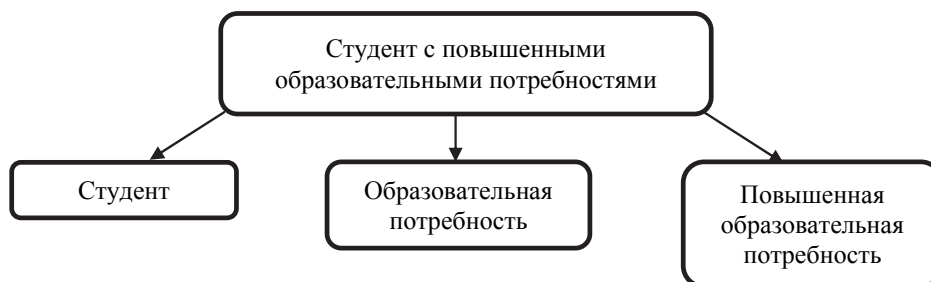 Студент с повышенными
образовательными потребностями
Студент
Образовательная
потребность
Повышенная
образовательная
потребность